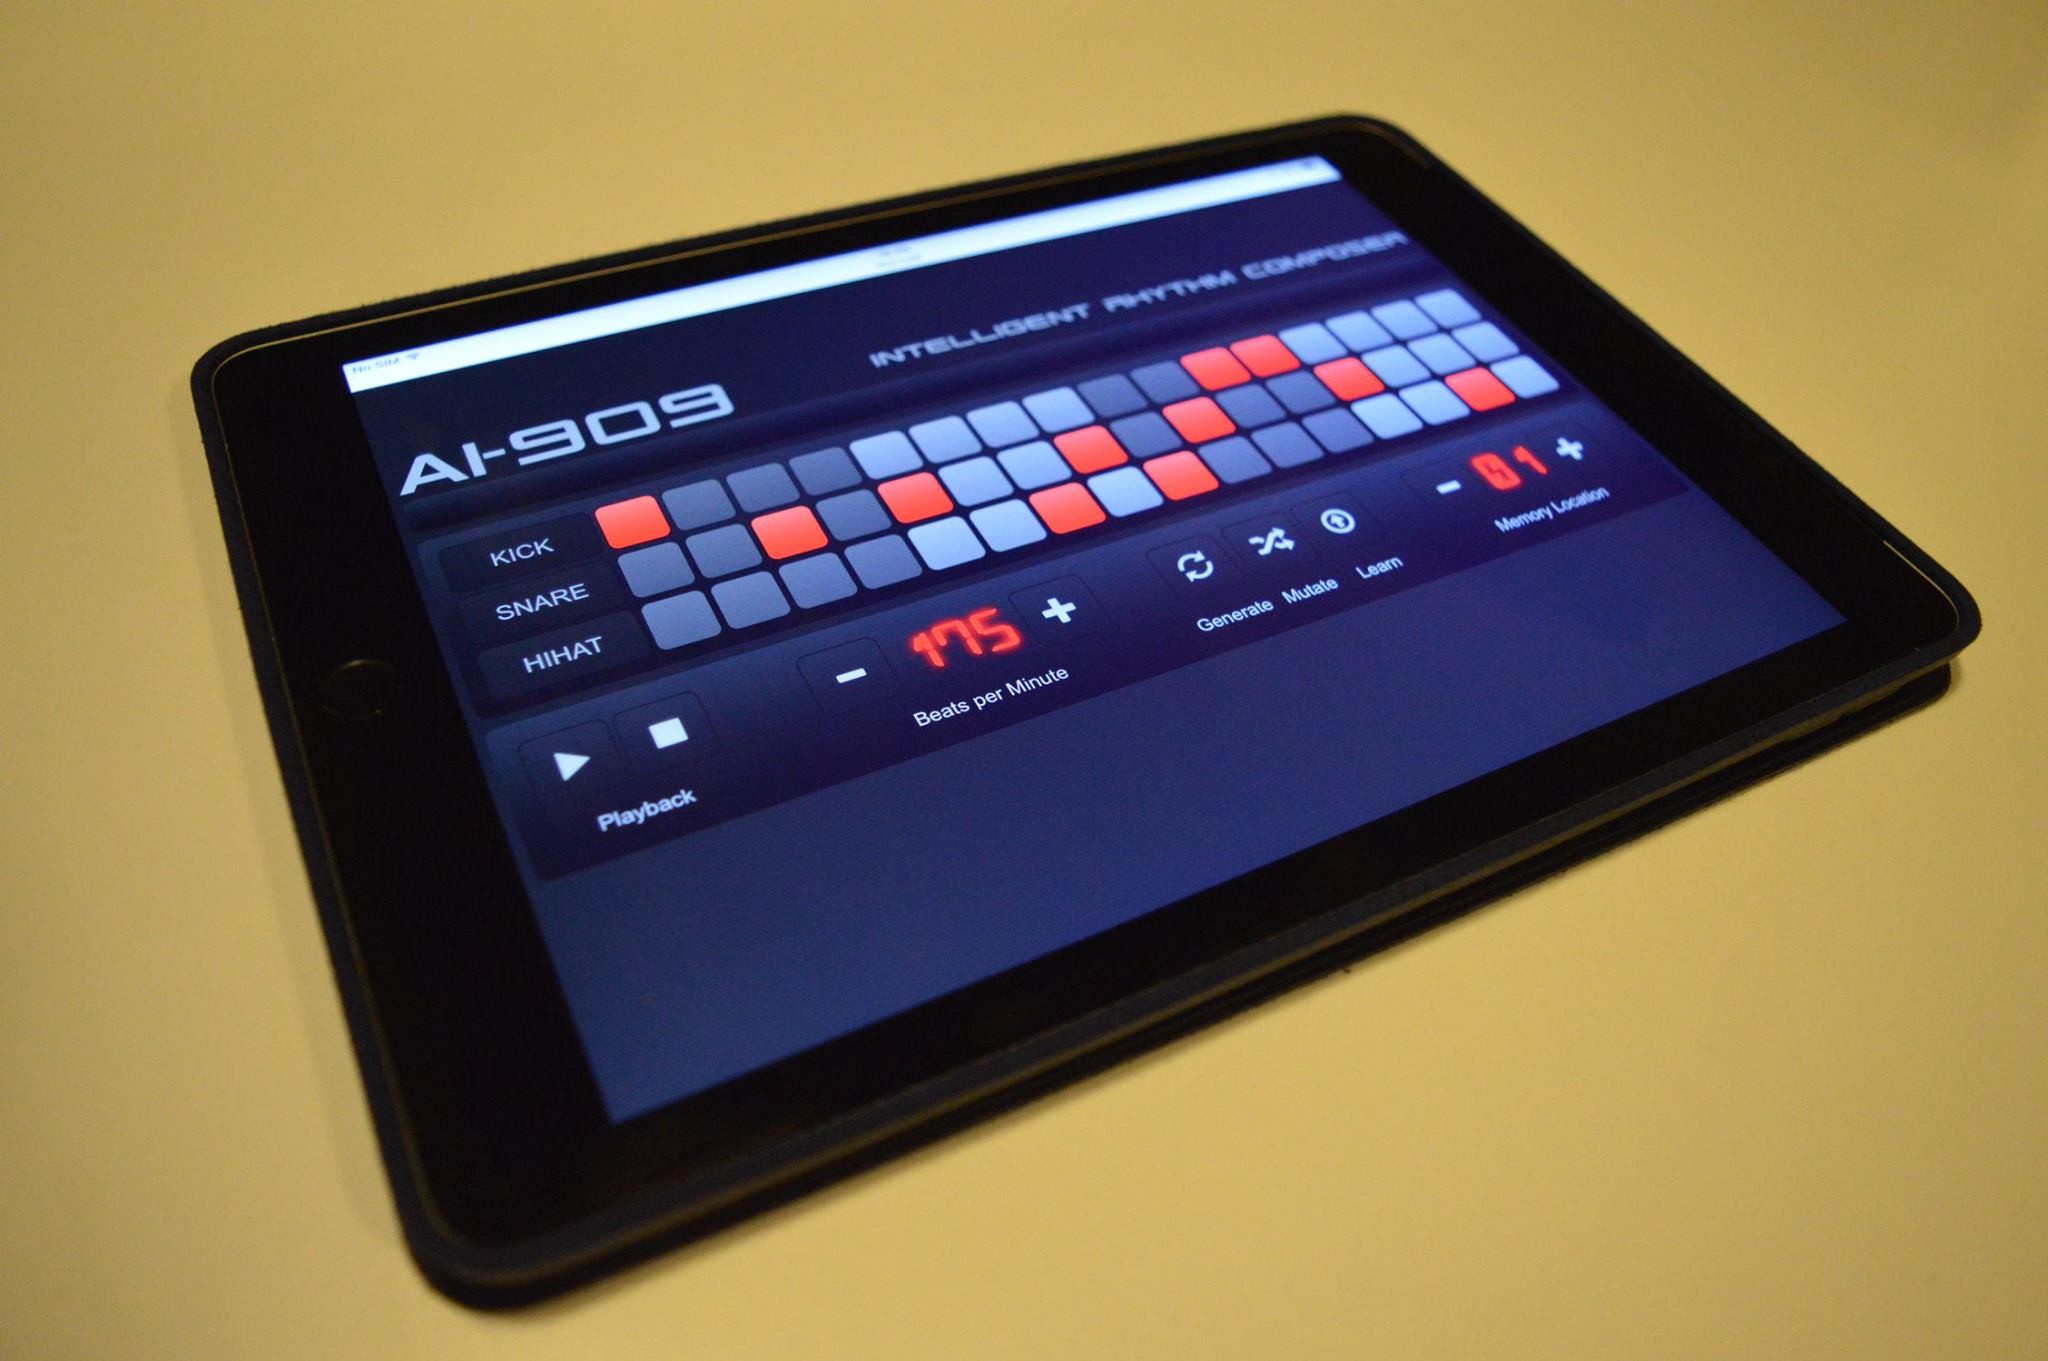 No SIM
AI-909
INTELLIGENT RHYTHM COMPOSER
KICK
SNARE
HIHAT
175
01
Playback
Beats per Minute
Generate
Mutate
Learn
Memory Location